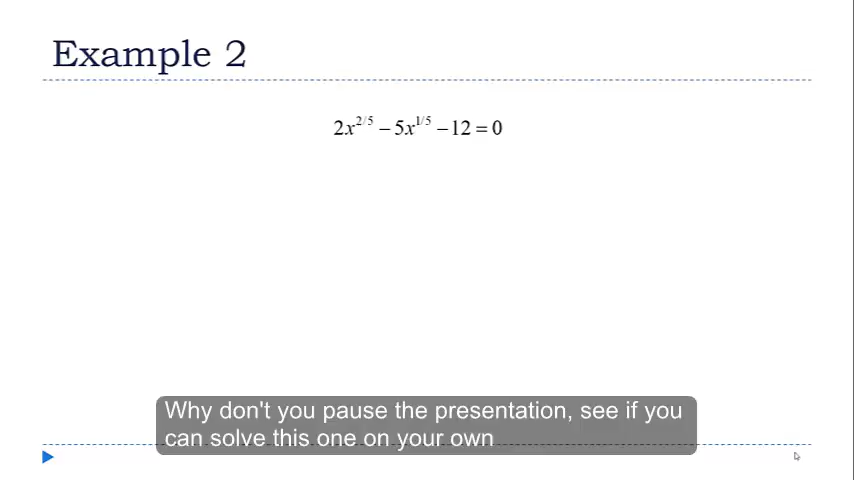 Example 2
2x^{2/5} – 5x^{1/5} – 12 = 0
Why don't you pause the presentation, see if you
can solve this one on your own